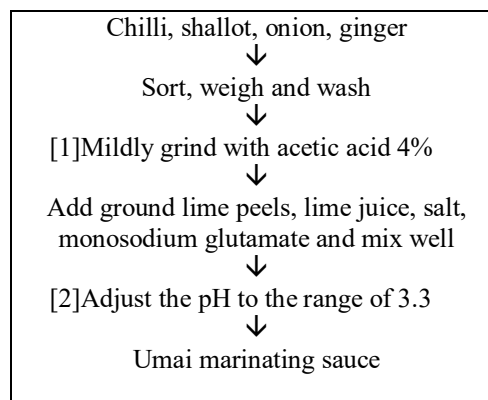 Chilli, shallot, onion, ginger
Sort, weigh and wash
[1]Mildly grind with acetic acid 4%
Add ground lime peels, lime juice, salt,
monosodium glutamate and mix well
[2]Adjust the pH to the range of 3.3
Umai marinating sauce